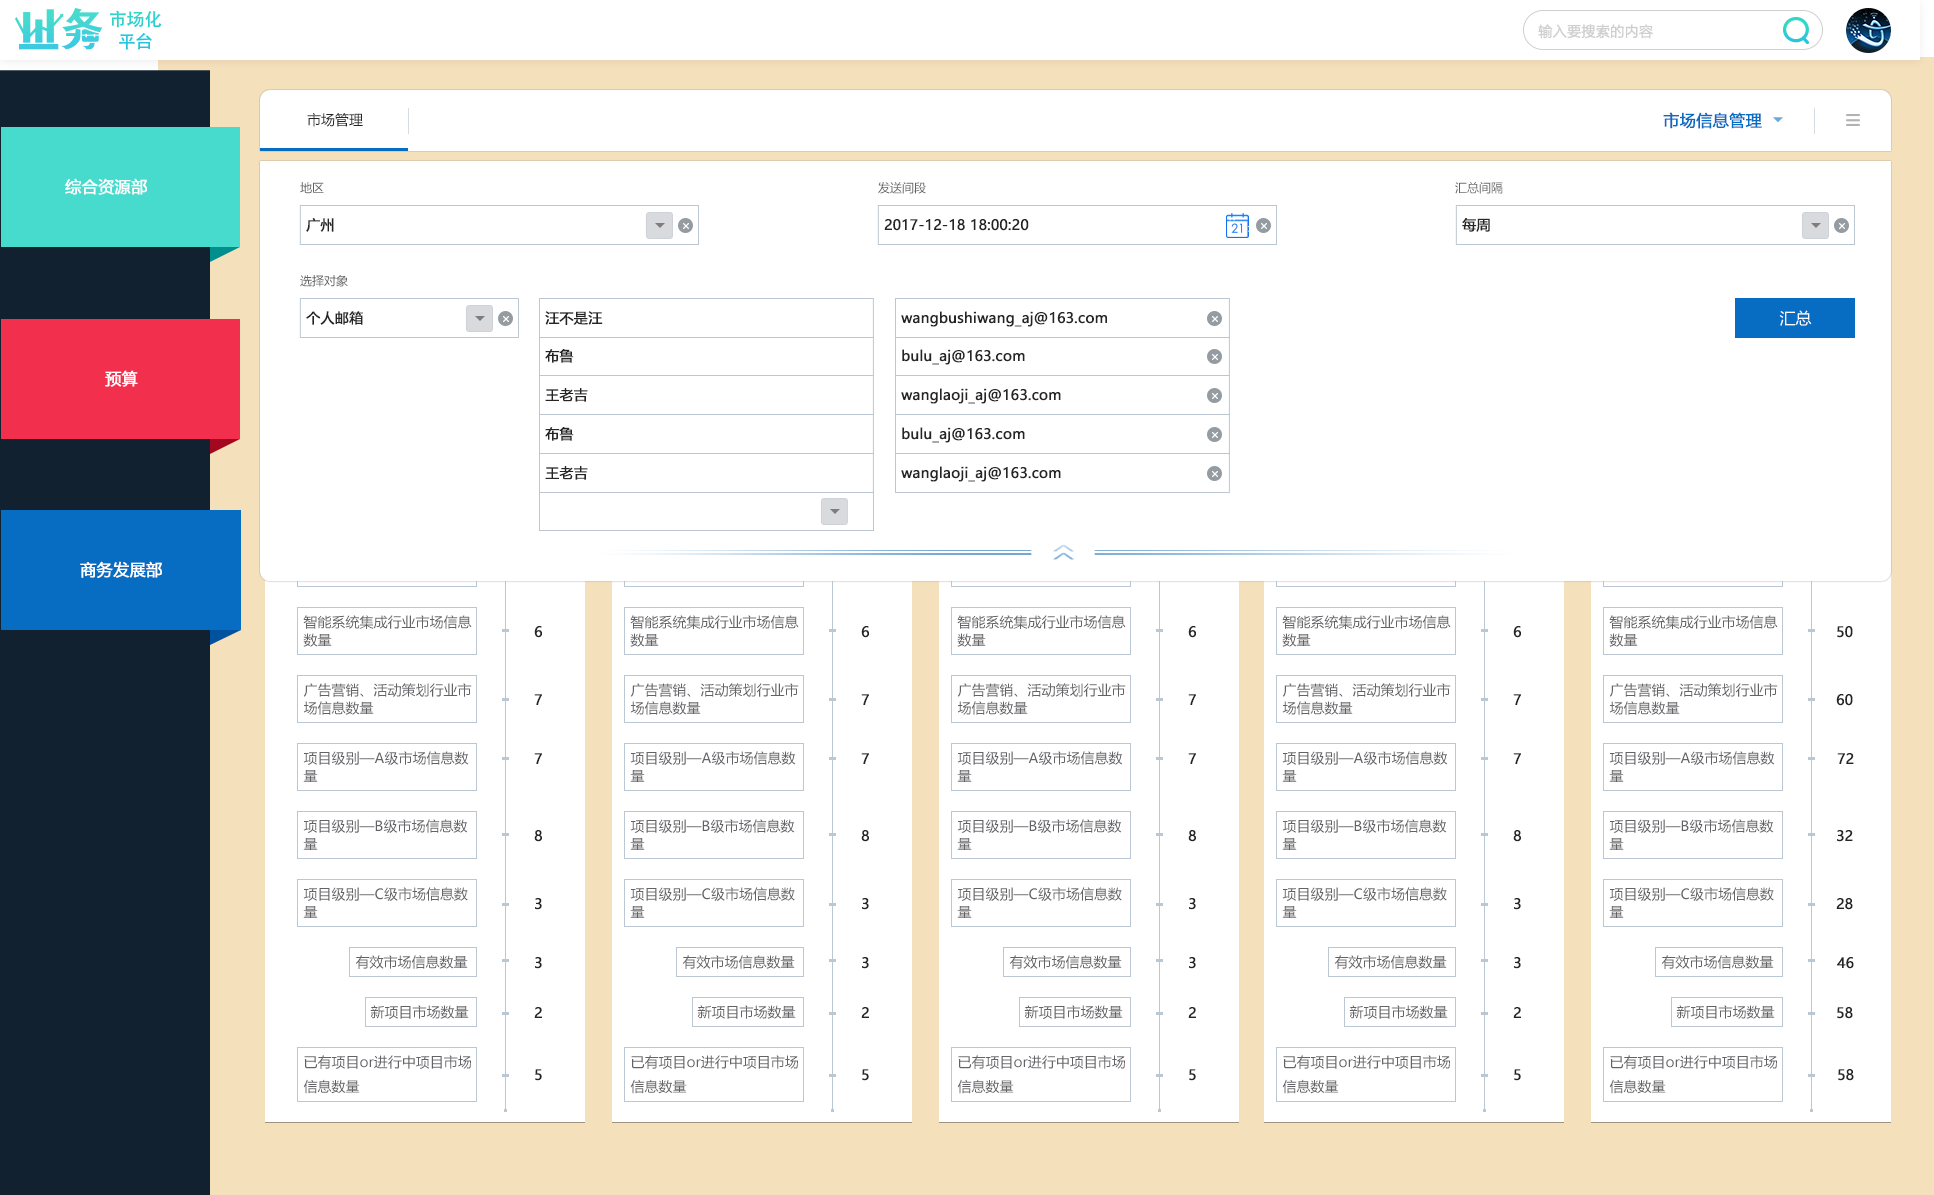 业务 市场化
平台
输入要搜索的内容
综合资源部
预算
商务发展部
市场管理
市场信息管理
地区
发送间段
汇总间隔
广州
2017-12-18 18:00:20
21
每周
选择对象
个人邮箱
汪不是汪
wangbushiwang_aj@163.com
汇总
布鲁
bulu_aj@163.com
王老吉
wanglaoji_aj@163.com
布鲁
bulu_aj@163.com
王老吉
wanglaoji_aj@163.com
智能系统集成行业市场信息
数量
6
智能系统集成行业市场信息
数量
6
智能系统集成行业市场信息
数量
6
智能系统集成行业市场信息
数量
6
智能系统集成行业市场信息
数量
50
广告营销、活动策划行业市
场信息数量
7
广告营销、活动策划行业市
场信息数量
7
广告营销、活动策划行业市
场信息数量
7
广告营销、活动策划行业市
场信息数量
7
广告营销、活动策划行业市
场信息数量
60
项目级别—A级市场信息数
量
7
项目级别—A级市场信息数
量
7
项目级别—A级市场信息数
量
7
项目级别—A级市场信息数
量
7
项目级别—A级市场信息数
量
72
项目级别—B级市场信息数
量
8
项目级别—B级市场信息数
量
8
项目级别—B级市场信息数
量
8
项目级别—B级市场信息数
量
8
项目级别—B级市场信息数
量
32
项目级别—C级市场信息数
量
3
项目级别—C级市场信息数
量
3
项目级别—C级市场信息数
量
3
项目级别—C级市场信息数
量
3
项目级别—C级市场信息数
量
28
有效市场信息数量
3
有效市场信息数量
3
有效市场信息数量
3
有效市场信息数量
3
有效市场信息数量
46
新项目市场数量
2
新项目市场数量
2
新项目市场数量
2
新项目市场数量
2
新项目市场数量
58
已有项目or进行中项目市场
信息数量
5
已有项目or进行中项目市场
信息数量
5
已有项目or进行中项目市场
信息数量
5
已有项目or进行中项目市场
信息数量
5
已有项目or进行中项目市场
信息数量
58